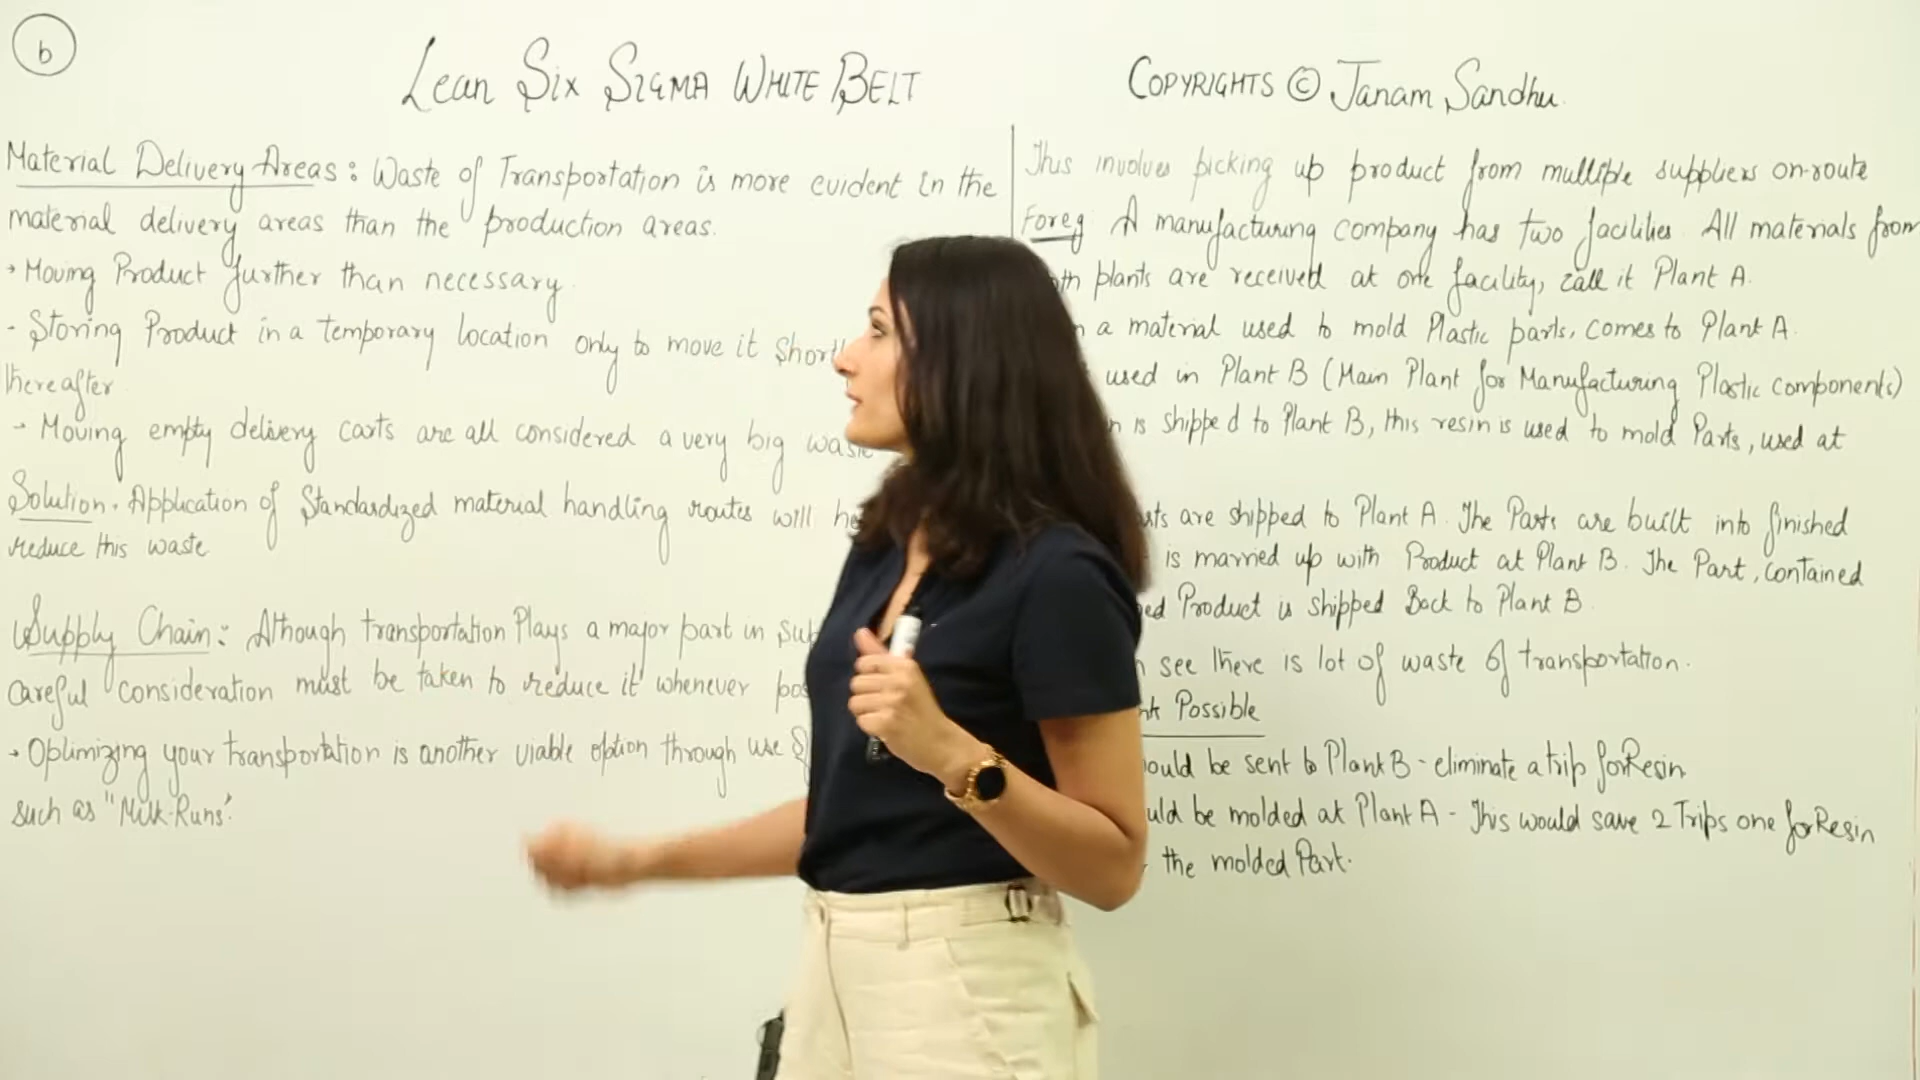 b
Lean Six SIGMA WHITE BELT
COPYRIGHTS © Janam Sandhu.
Material Delivery Areas: Waste of Transportation is more evident in the
material delivery areas than the production areas.
• Moving Product further than necessary.
- Storing Product in a temporary location only to move it
thereafter
- Moving empty delivery carts are all considered a very big waste
Solution. Application of Standardized material handling routes will
reduce this waste
Supply Chain: Although transportation Plays a major part in
Careful consideration must be taken to reduce it whenever
• Optimizing your transportation is another viable option through use
such as "Milk-Runs".
This involves picking up product from multiple suppliers on-route
For eg A manufacturing company has two facilities. All materials from
plants are received at one facility, call it Plant A.
a material used to mold Plastic parts, comes to Plant A.
used in Plant B (Main Plant for Manufacturing Plastic components)
is shipped to Plant B, this resin is used to mold Parts, used at
are shipped to Plant A. The Parts are built into finished
is married up with Product at Plant B. The Part, contained
Product is shipped Back to Plant B
see there is lot of waste of transportation.
Possible
be sent to Plant B - eliminate a trip for Resin
be molded at Plant A - This would save 2 Trips one for Resin
the molded Part.